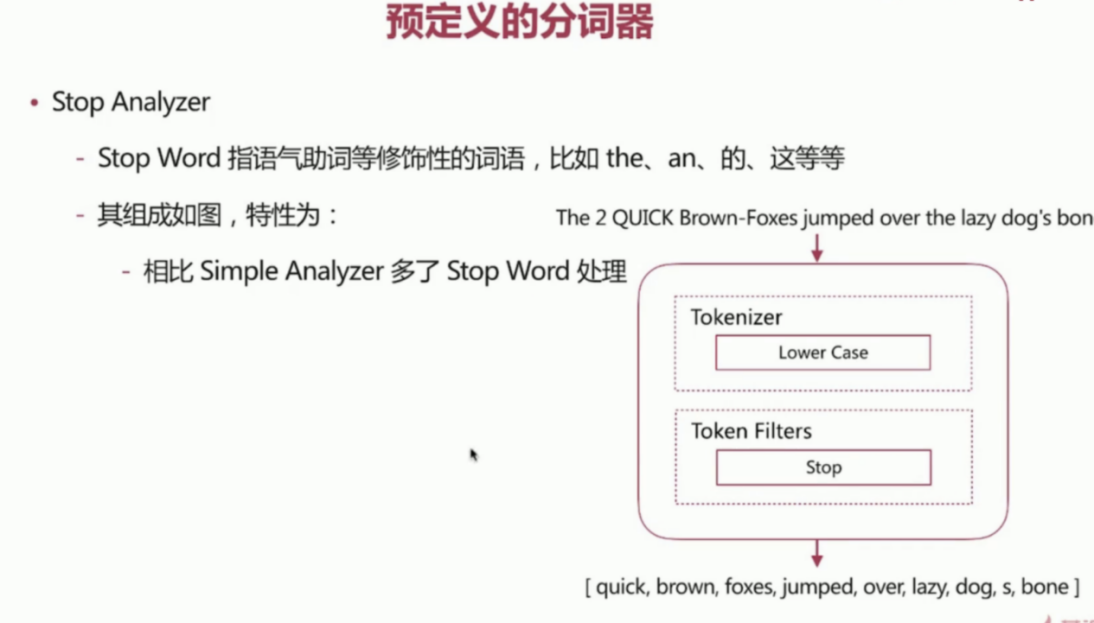 预定义的分词器
• Stop Analyzer
- Stop Word 指语气助词等修饰性的词语，比如 the、an、的、这等等
- 其组成如图，特性为：
The 2 QUICK Brown-Foxes jumped over the lazy dog's bon
- 相比 Simple Analyzer 多了 Stop Word 处理
Tokenizer
Lower Case
Token Filters
Stop
[ quick, brown, foxes, jumped, over, lazy, dog, s, bone ]